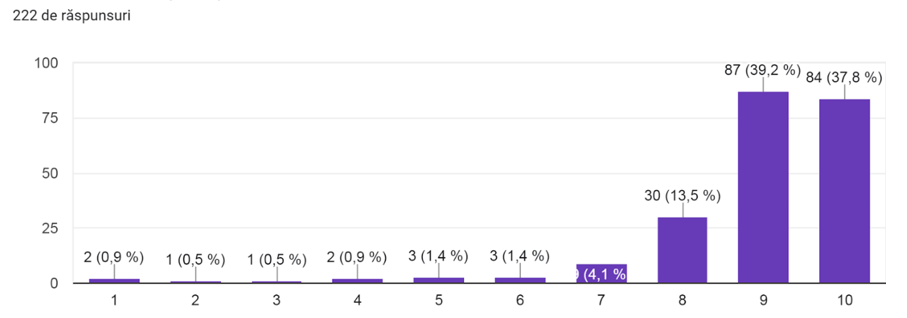 222 de răspunsuri
100
75
50
25
0
2 (0,9 %)
1 (0,5 %)
1 (0,5 %)
2 (0,9 %)
3 (1,4 %)
3 (1,4 %)
9 (4,1 %
30 (13,5 %)
87 (39,2 %)
84 (37,8 %)
1 2 3 4 5 6 7 8 9 10